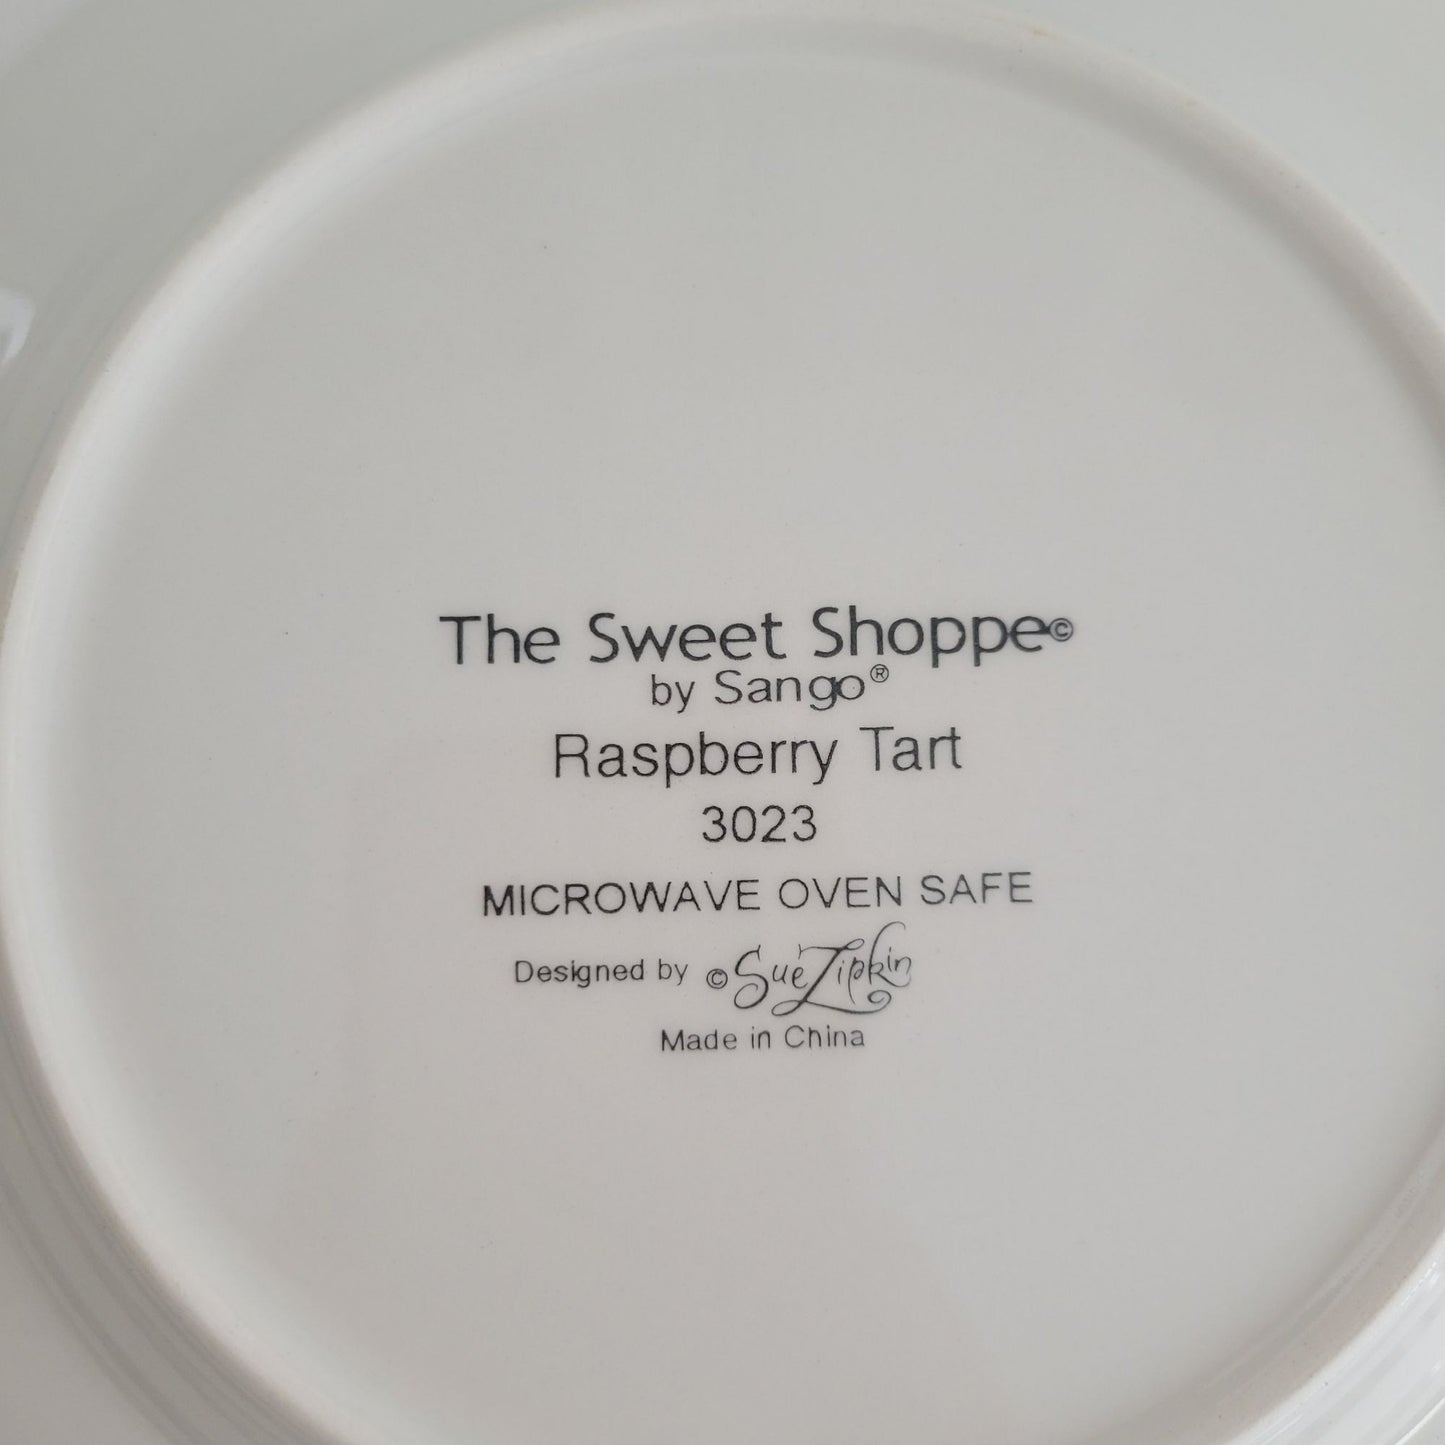 The Sweet Shoppe©
by Sango®
Raspberry Tart
3023
MICROWAVE OVEN SAFE
Designed by © Sue Zipkin
Made in China